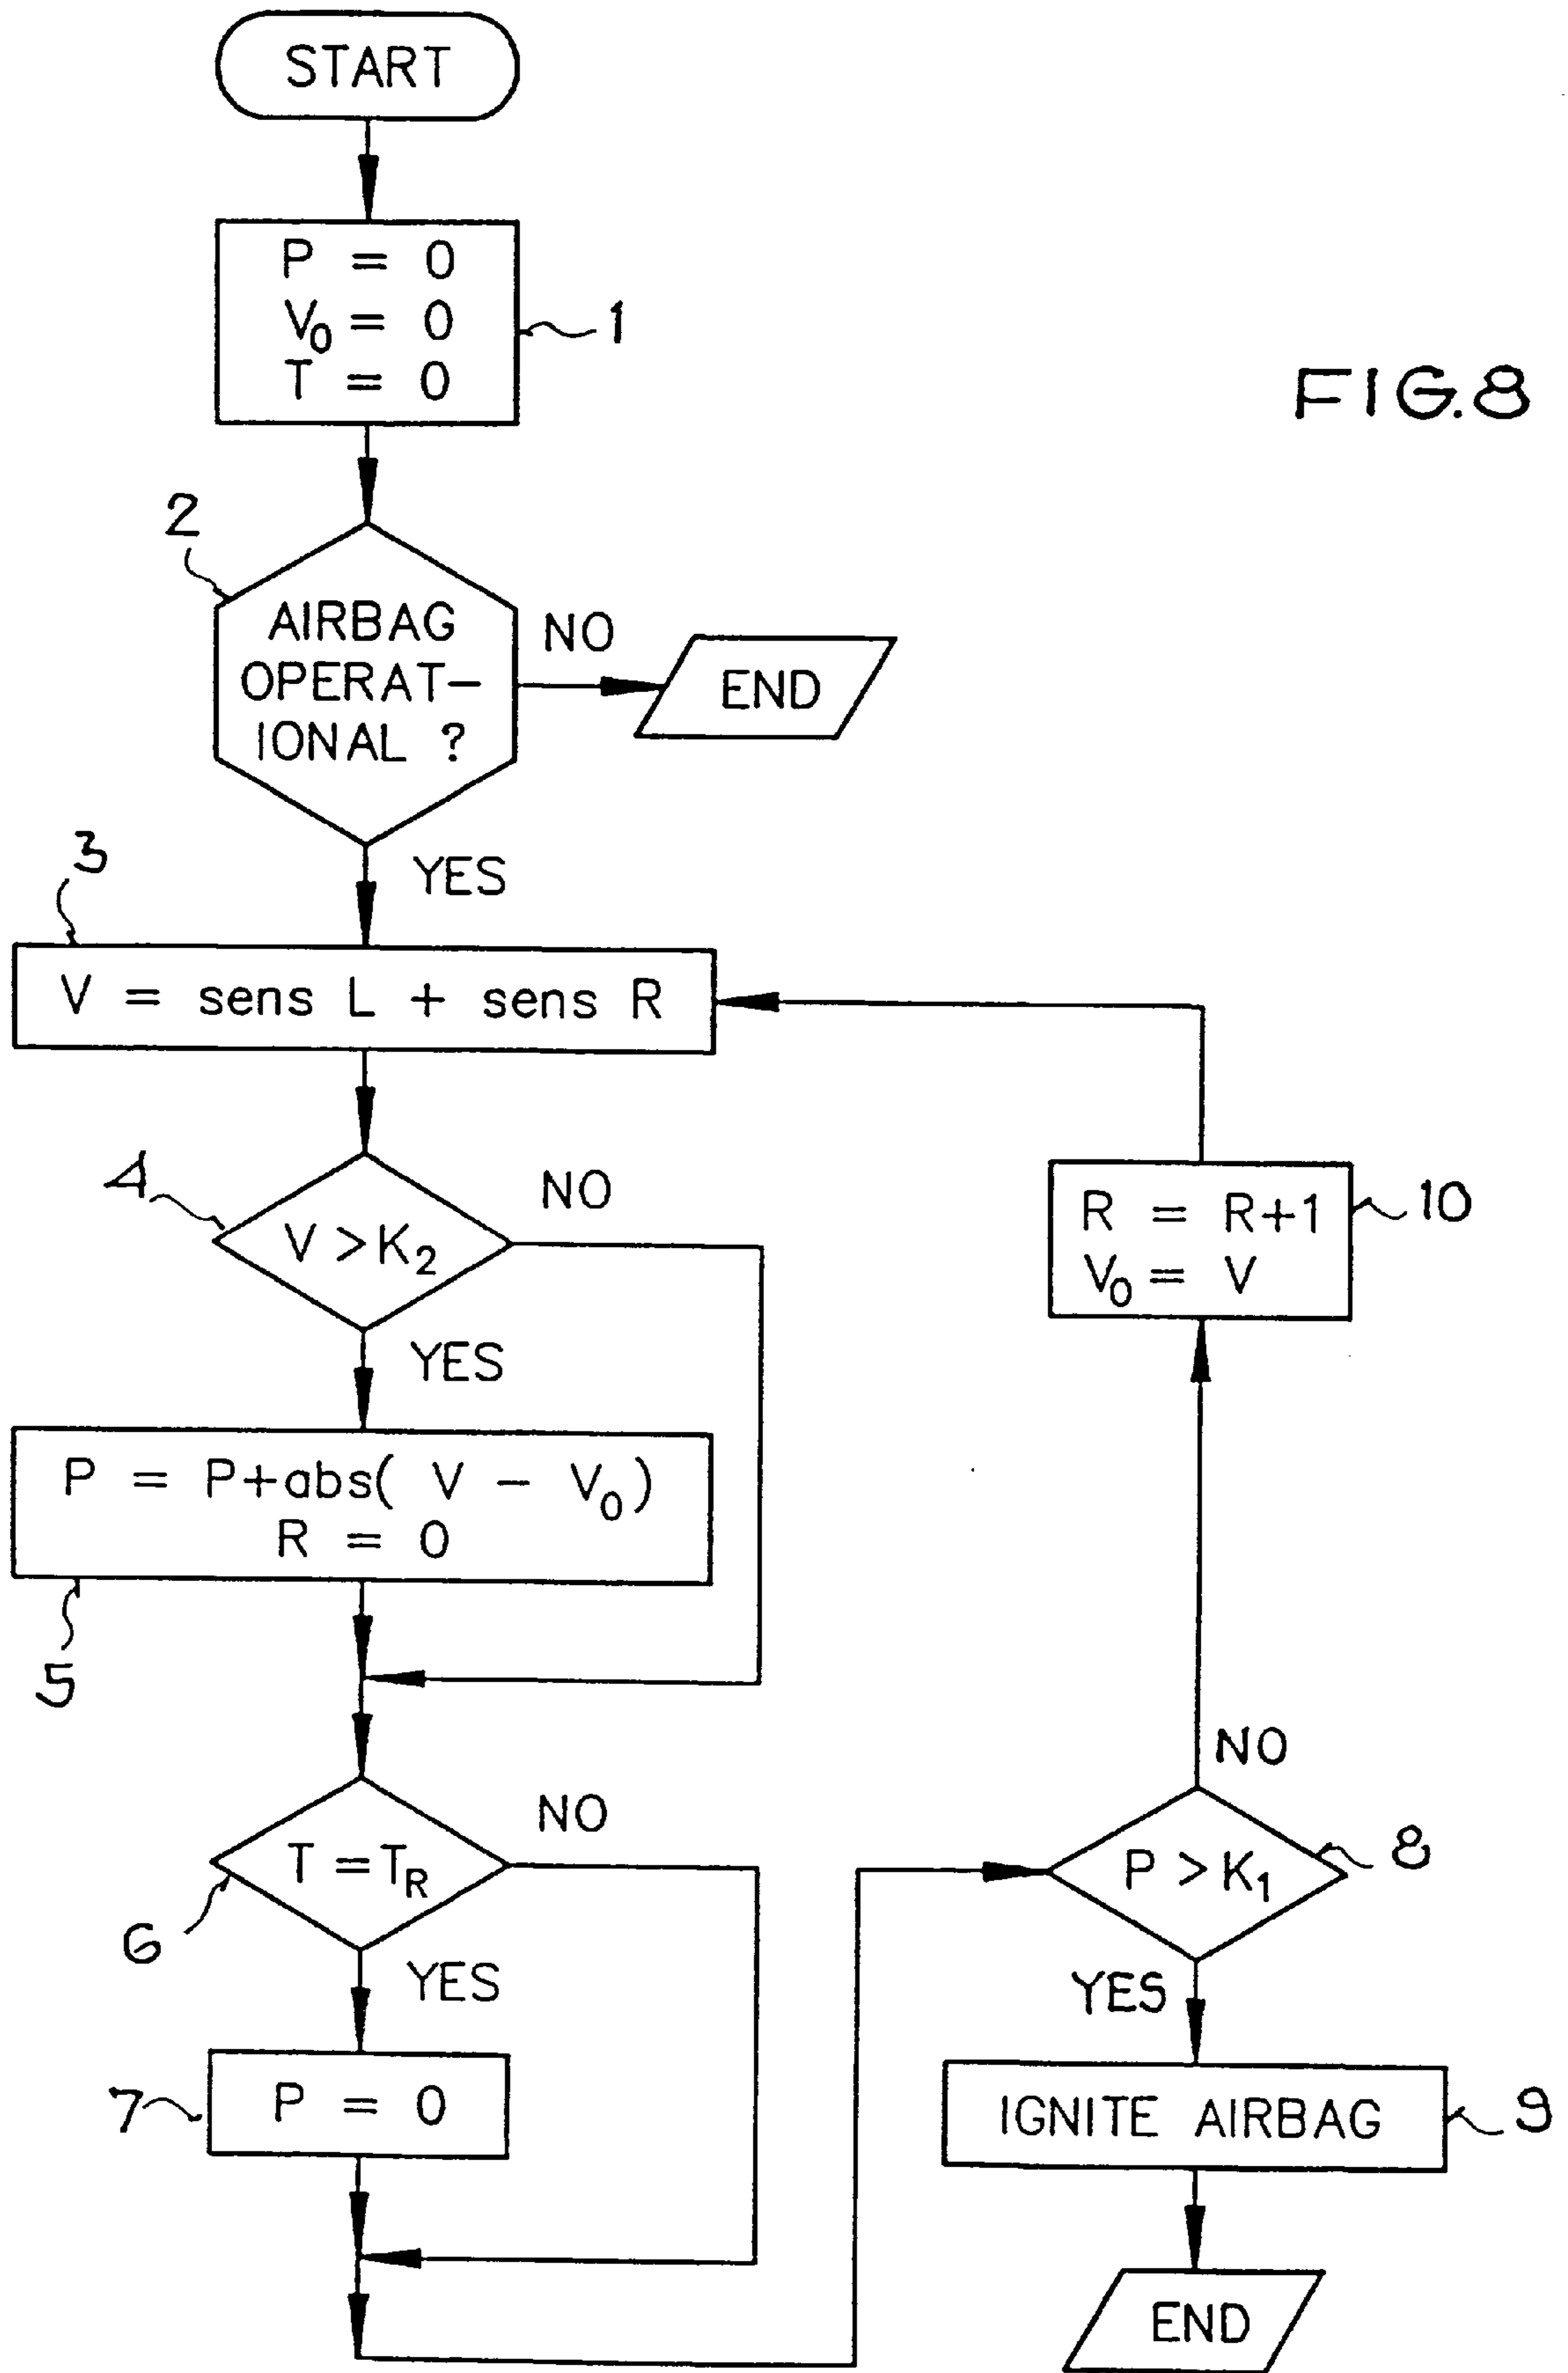 START
P = 0
V₀ = 0
T = 0
1
FIG.8
2
AIRBAG
OPERAT-
IONAL ?
NO
END
YES
3
V = sens L + sens R
4
V > K₂
NO
YES
P = P+abs( V - V₀)
R = 0
5
T = T_R
NO
6
YES
7
P = 0
R = R+1
V₀ = V
10
NO
P > K₁
8
YES
IGNITE AIRBAG
9
END